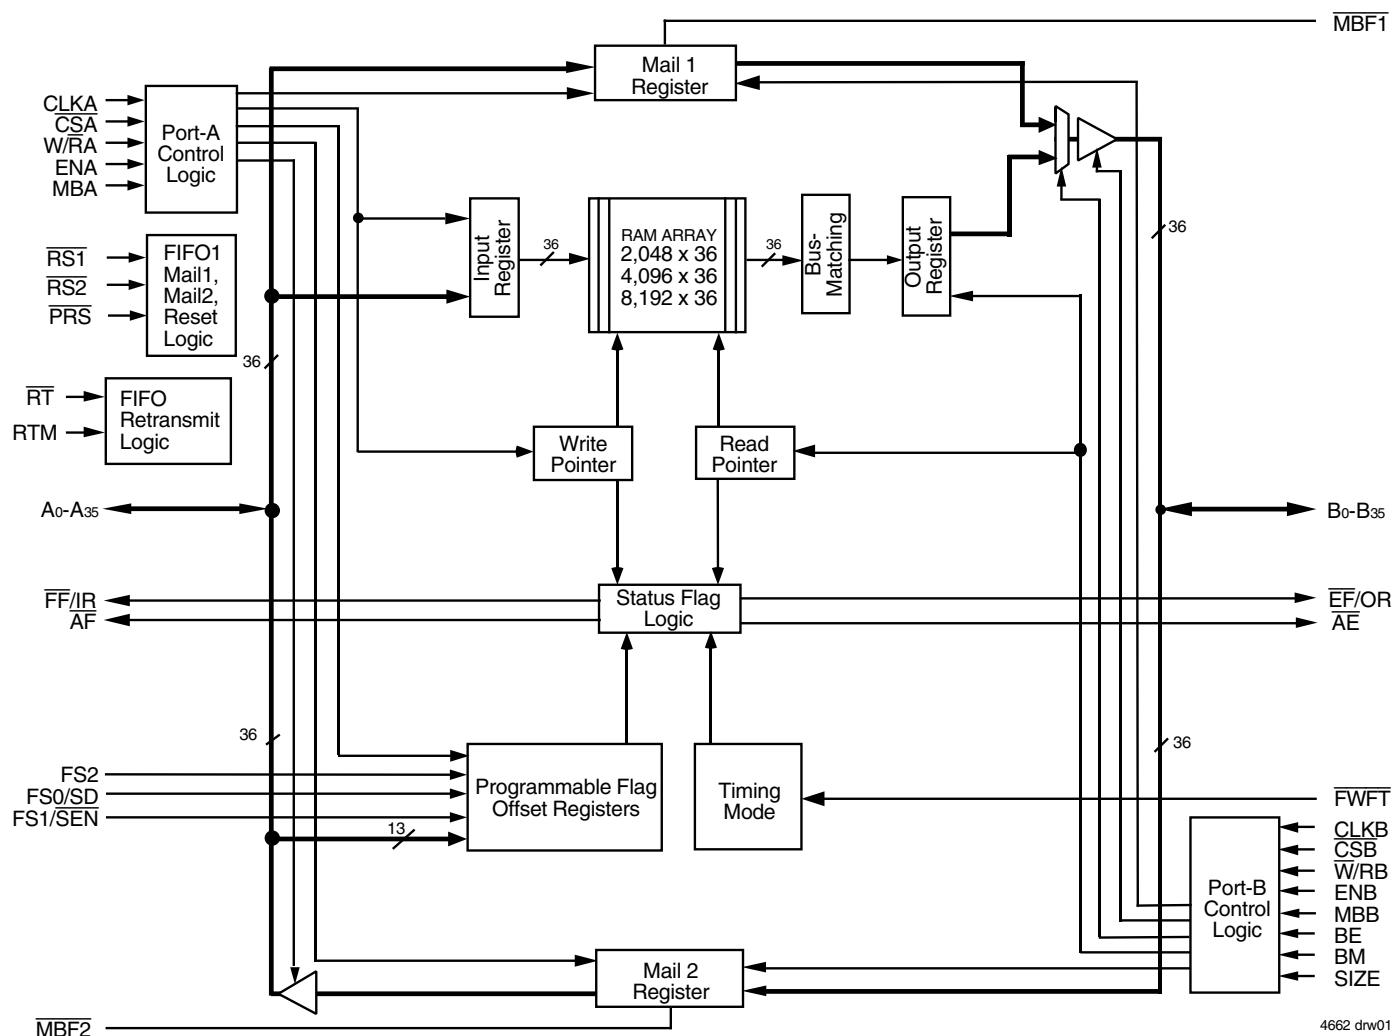 MBF1
Mail 1
Register
CLKA
CSA
W/RA
ENA
MBA
Port-A
Control
Logic
RS1
RS2
PRS
FIFO1
Mail1,
Mail2,
Reset
Logic
RT
RTM
FIFO
Retransmit
Logic
36
Input
Register
36
RAM ARRAY
2,048 x 36
4,096 x 36
8,192 x 36
36
Bus-
Matching
Output
Register
36
Write
Pointer
Read
Pointer
A0-A35
B0-B35
FF/IR
AF
Status Flag
Logic
EF/OR
AE
36
36
FS2
FS0/SD
FS1/SEN
13
Programmable Flag
Offset Registers
Timing
Mode
FWFT
CLKB
CSB
W/RB
ENB
MBB
BE
BM
SIZE
Port-B
Control
Logic
Mail 2
Register
MBF2
4662 drw01